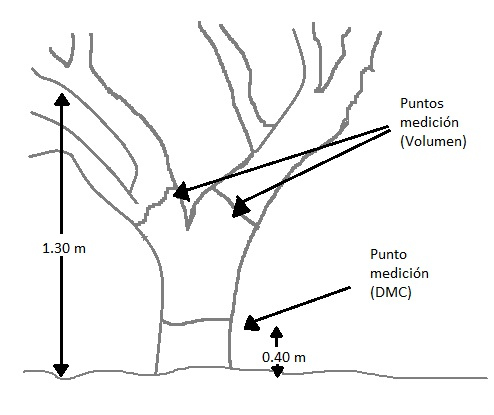 Puntos
medición
(Volumen)
1.30 m
Punto
medición
(DMC)
0.40 m